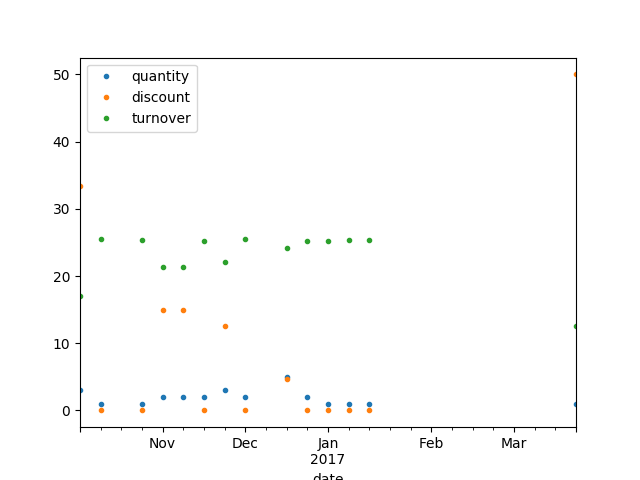 50
40
30
20
10
0
quantity
discount
turnover
Nov
Dec
Jan
2017
Feb
Mar
date